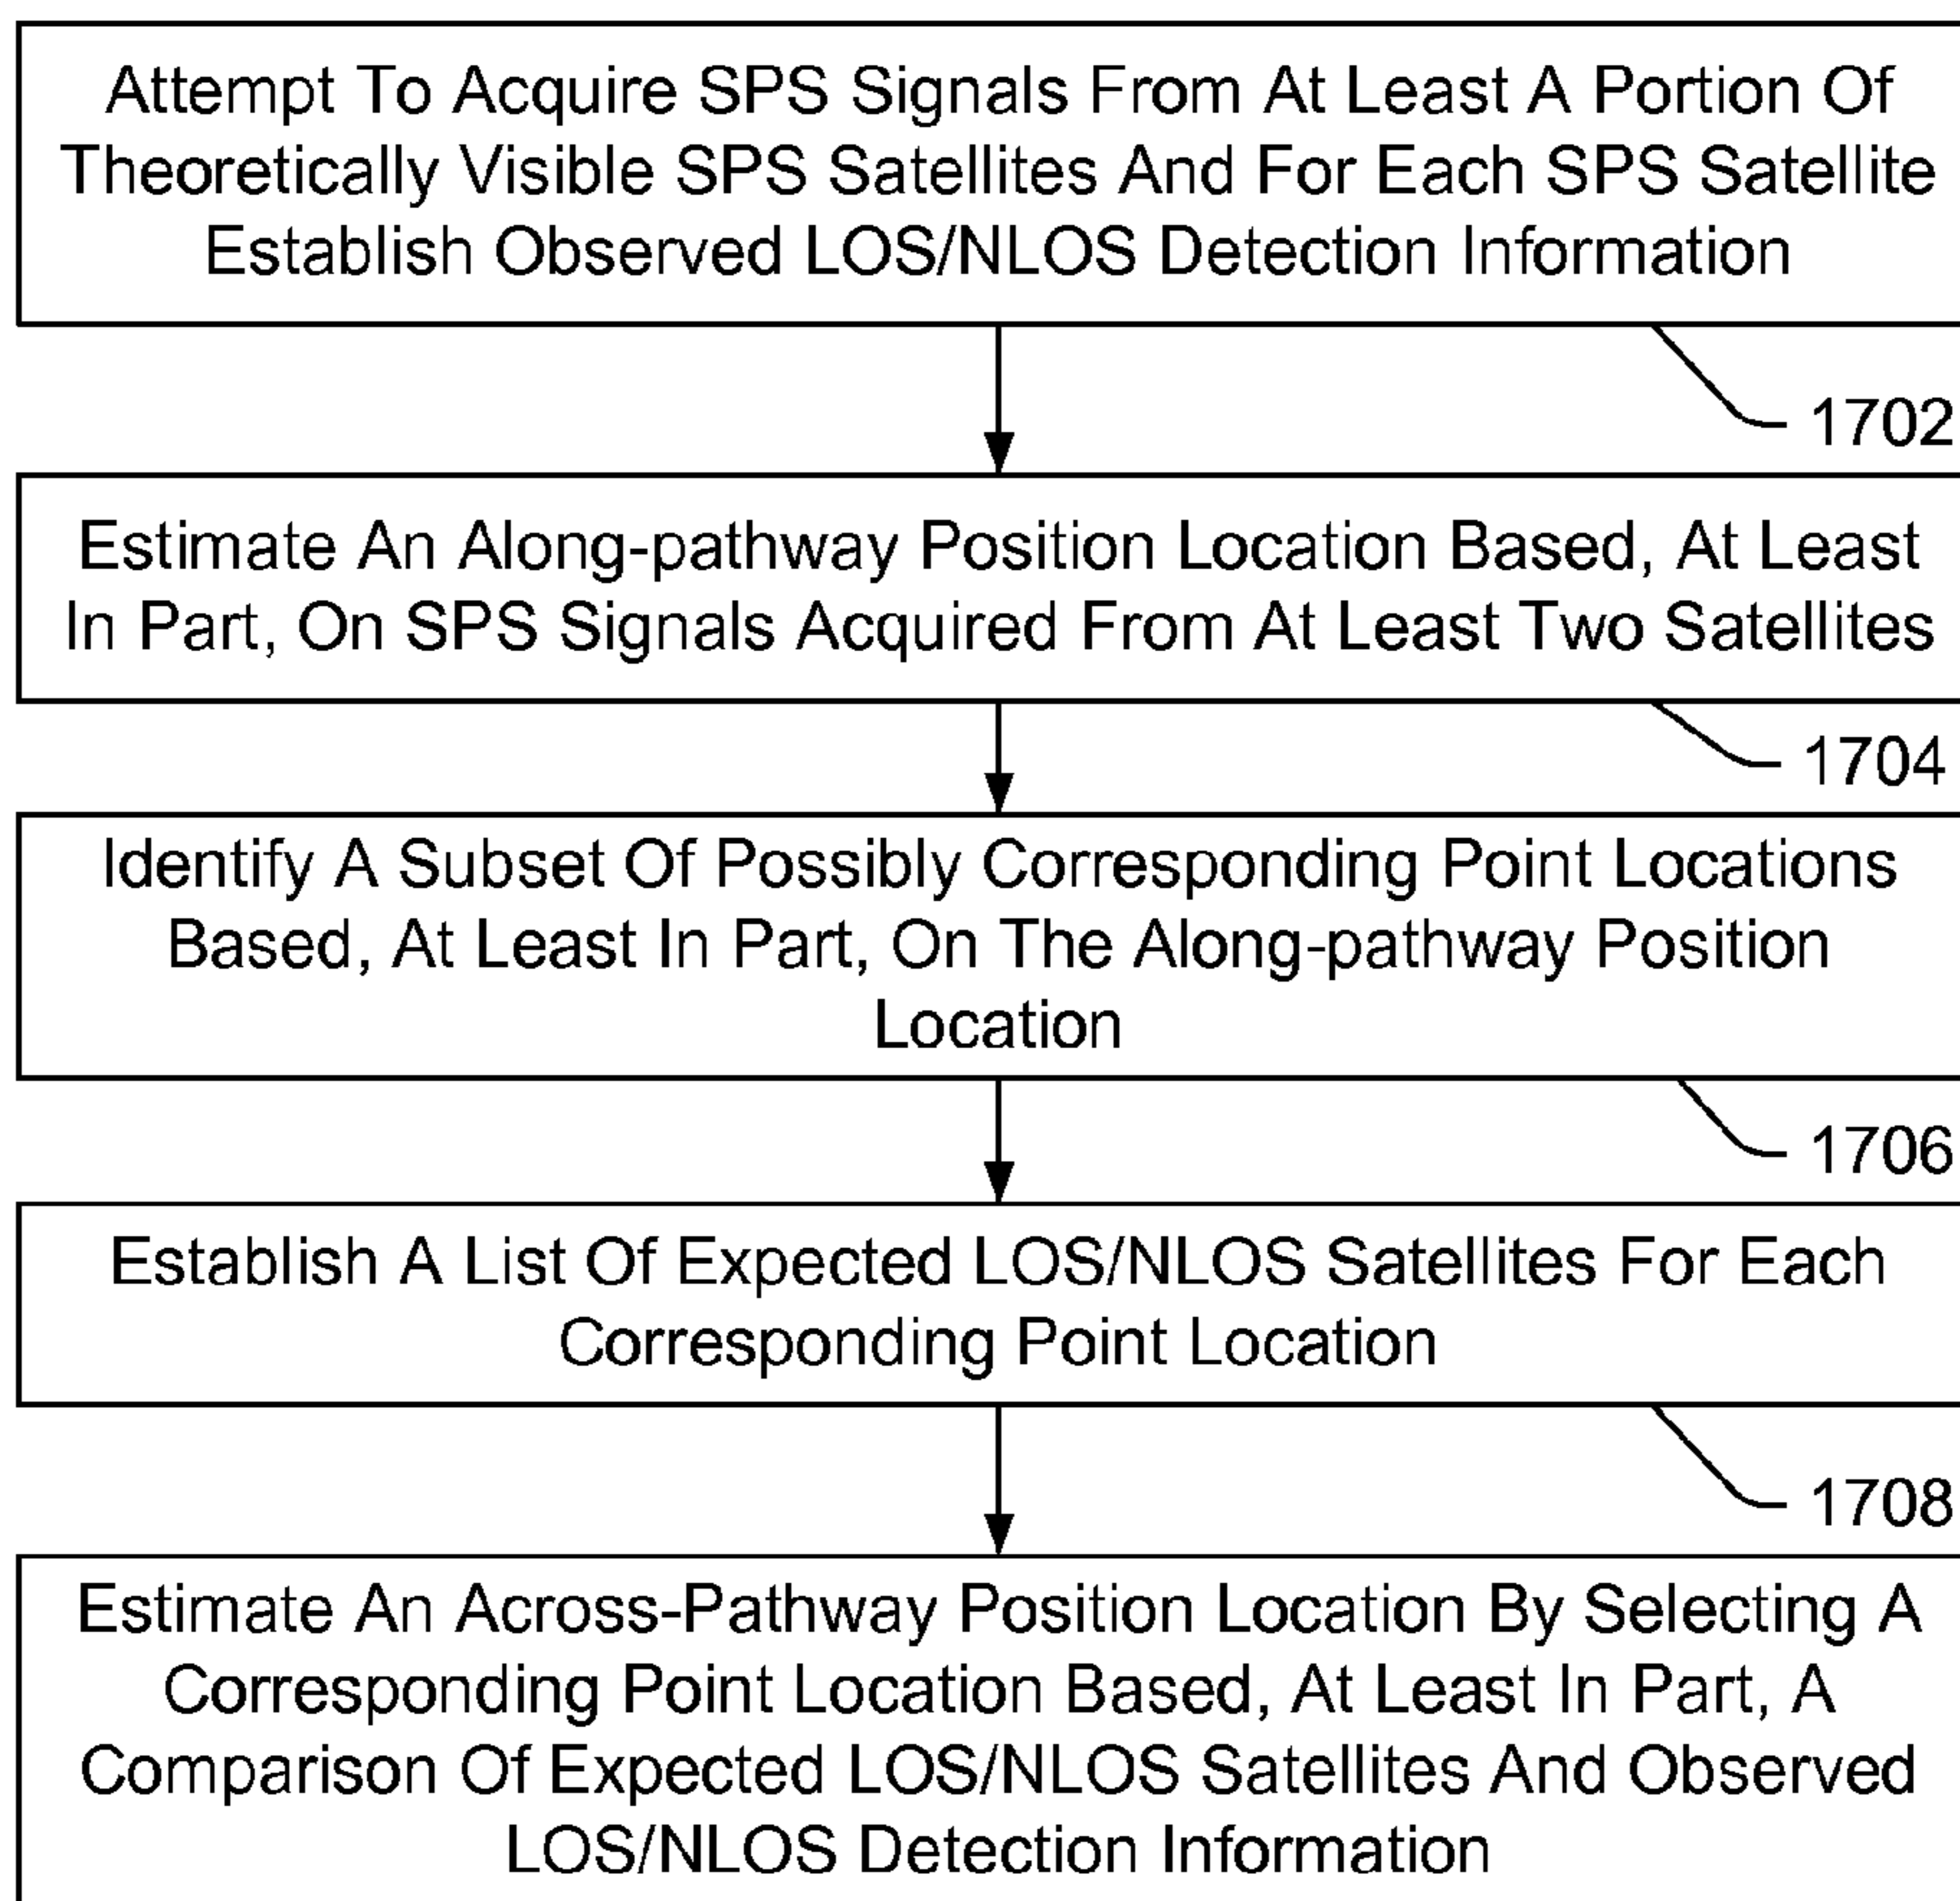 Attempt To Acquire SPS Signals From At Least A Portion Of
Theoretically Visible SPS Satellites And For Each SPS Satellite
Establish Observed LOS/NLOS Detection Information
1702
Estimate An Along-pathway Position Location Based, At Least
In Part, On SPS Signals Acquired From At Least Two Satellites
1704
Identify A Subset Of Possibly Corresponding Point Locations
Based, At Least In Part, On The Along-pathway Position
Location
1706
Establish A List Of Expected LOS/NLOS Satellites For Each
Corresponding Point Location
1708
Estimate An Across-Pathway Position Location By Selecting A
Corresponding Point Location Based, At Least In Part, A
Comparison Of Expected LOS/NLOS Satellites And Observed
LOS/NLOS Detection Information